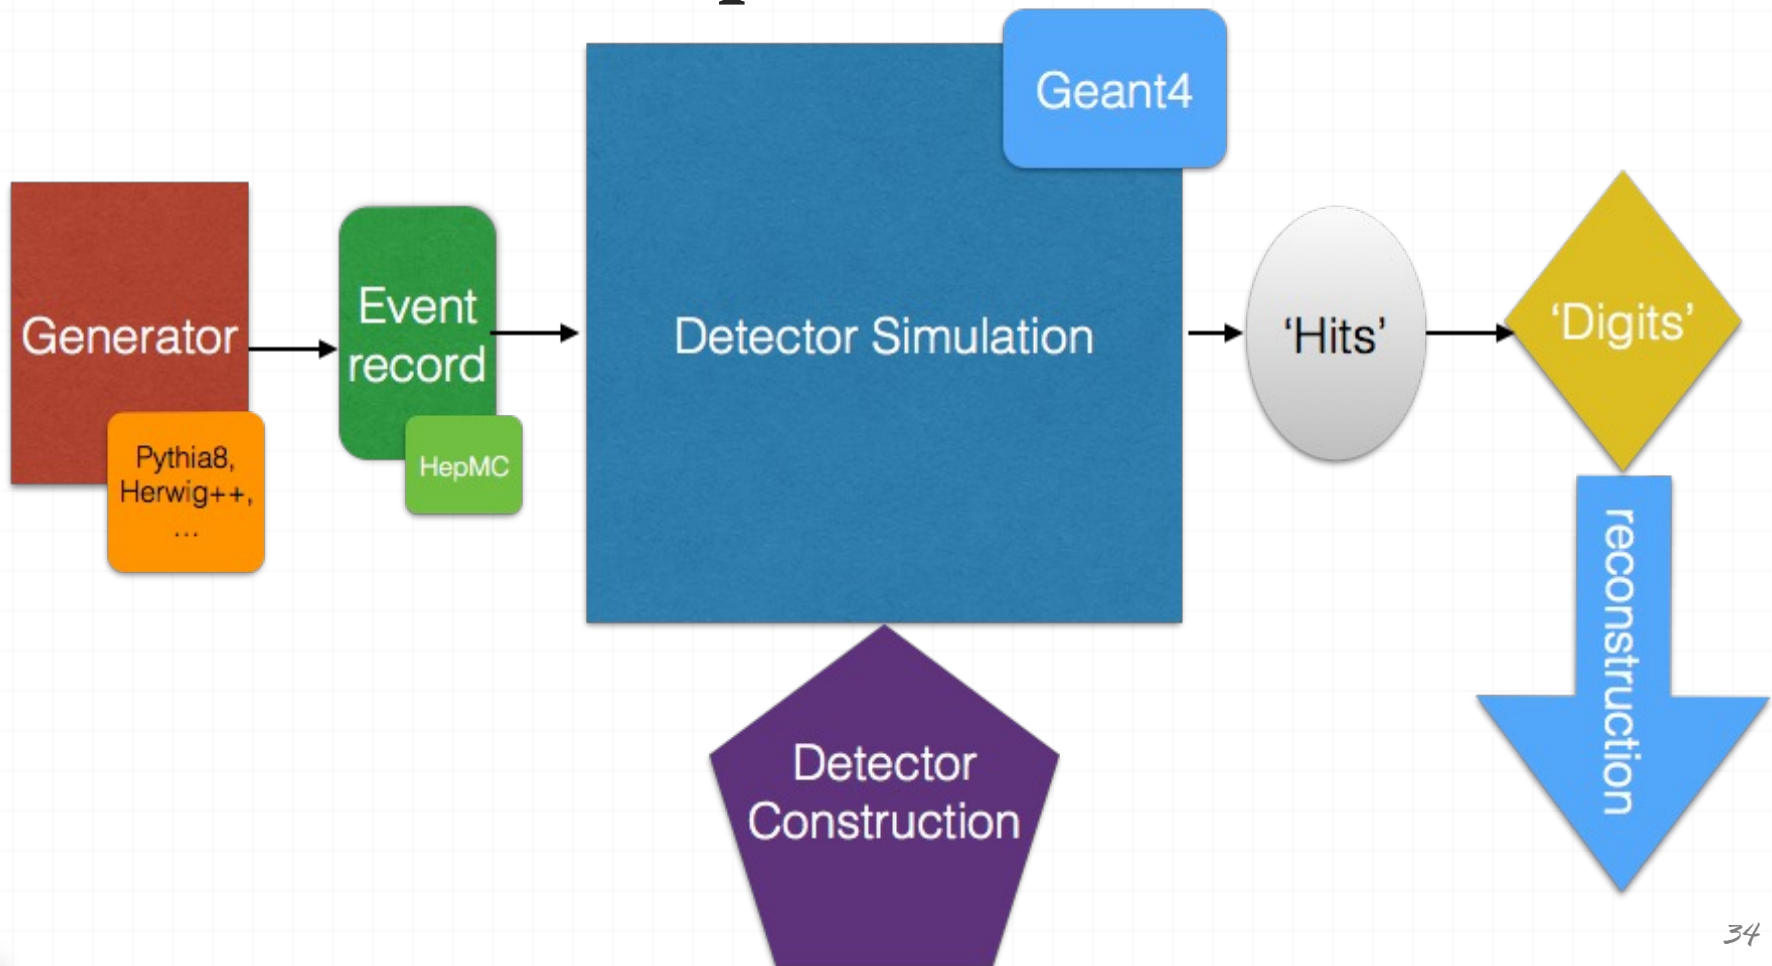 Geant4
Generator
Pythia8,
Herwig++,
...
Event
record
HepMC
Detector Simulation
Detector
Construction
‘Hits’
‘Digits’
reconstruction
34